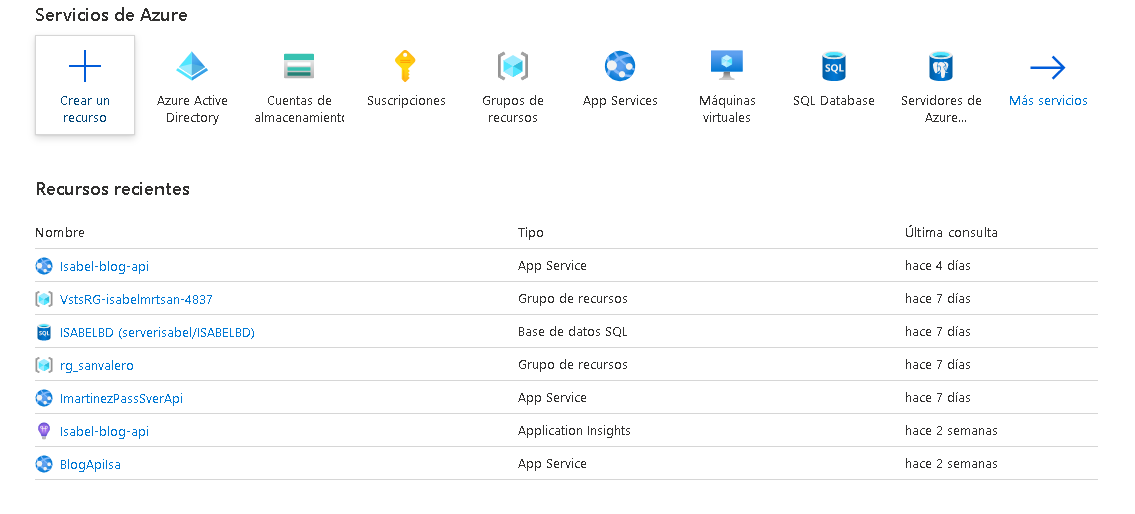 Servicios de Azure
Crear un recurso
Azure Active Directory
Cuentas de almacenamiento
Suscripciones
Grupos de recursos
App Services
Máquinas virtuales
SQL Database
Servidores de Azure...
Más servicios
Recursos recientes
Nombre Tipo Última consulta
Isabel-blog-api App Service hace 4 días
VstsRG-isabelmrtsan-4837 Grupo de recursos hace 7 días
ISABELBD (serverisabel/ISABELBD) Base de datos SQL hace 7 días
rg_sanvalero Grupo de recursos hace 7 días
ImartinezPassSverApi App Service hace 7 días
Isabel-blog-api Application Insights hace 2 semanas
BlogApiIsa App Service hace 2 semanas